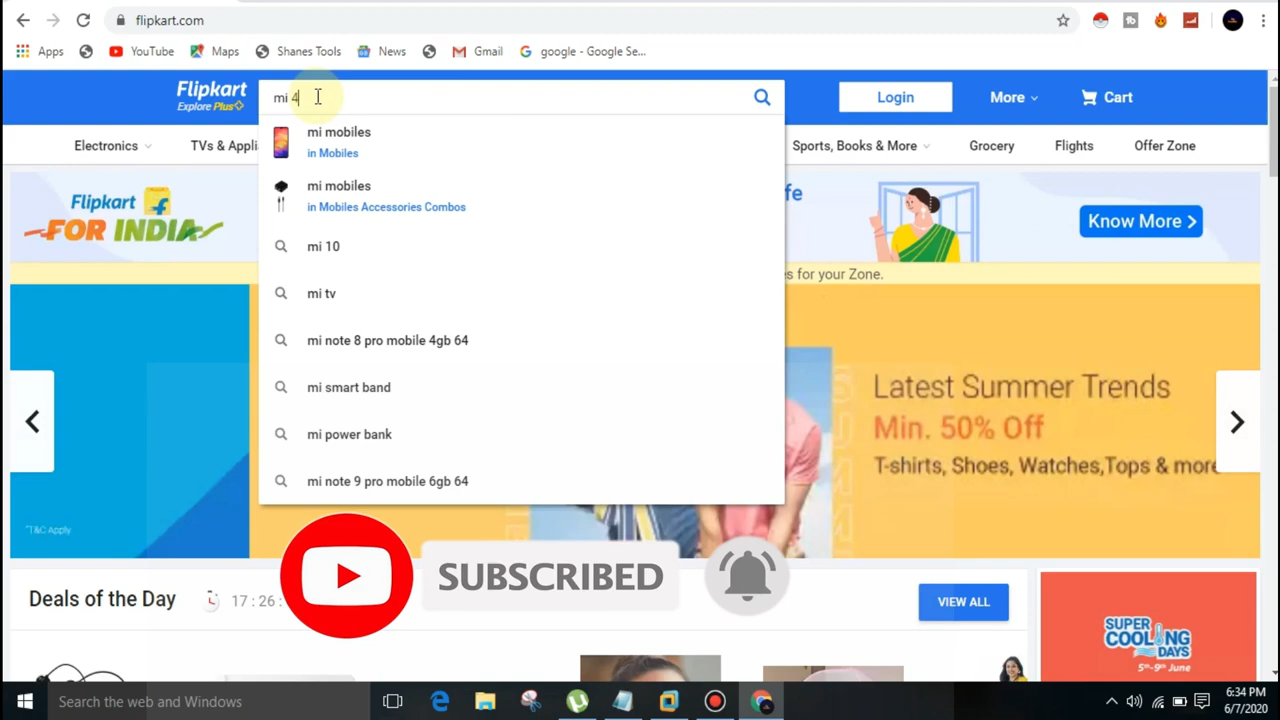 flipkart.com
Apps YouTube Maps Shanes Tools News Gmail google - Google Se...
Flipkart
Explore Plus
mi 4
Login
More
Cart
mi mobiles
in Mobiles
mi mobiles
in Mobiles Accessories Combos
mi 10
mi tv
mi note 8 pro mobile 4gb 64
mi smart band
mi power bank
mi note 9 pro mobile 6gb 64
Electronics
TVs & Appli
Sports, Books & More
Grocery
Flights
Offer Zone
Flipkart
FOR INDIA
fe
Know More
es for your Zone.
Latest Summer Trends
Min. 50% Off
T-shirts, Shoes, Watches,Tops & more
*T&C Apply
SUBSCRIBED
Deals of the Day
17 : 26 :
VIEW ALL
SUPER
COOLING
DAYS
5th-9th June
Search the web and Windows
6:34 PM
6/7/2020